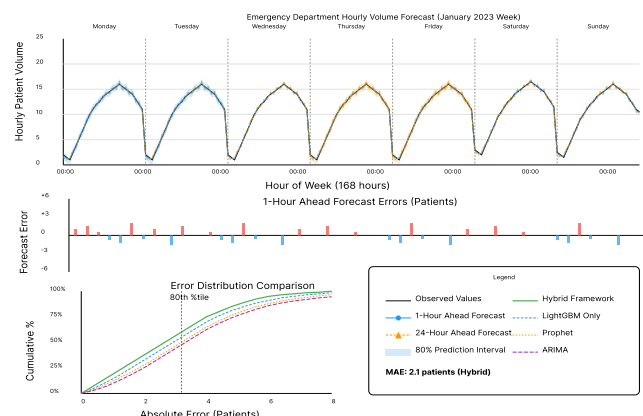 Emergency Department Hourly Volume Forecast (January 2023 Week)
Monday Tuesday Wednesday Thursday Friday Saturday Sunday
Hourly Patient Volume
25
20
15
10
5
0
00:00 00:00 00:00 00:00 00:00 00:00 00:00 00:00
Hour of Week (168 hours)
1-Hour Ahead Forecast Errors (Patients)
Forecast Error
+6
+3
0
-3
-6
Error Distribution Comparison
80th %tile
Cumulative %
100%
75%
50%
25%
0%
0 2 4 6 8
Absolute Error (Patients)
Legend
Observed Values Hybrid Framework
1-Hour Ahead Forecast LightGBM Only
24-Hour Ahead Forecast Prophet
80% Prediction Interval ARIMA
MAE: 2.1 patients (Hybrid)